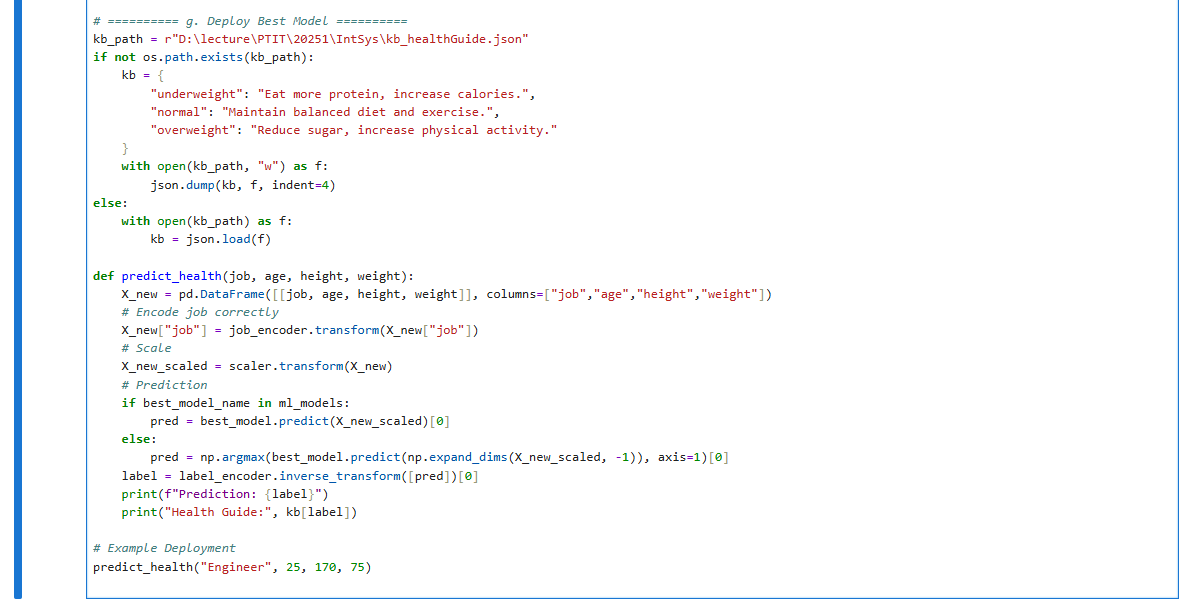 # ========== g. Deploy Best Model ==========
kb_path = r"D:\lecture\PTIT\20251\IntSys\kb_healthGuide.json"
if not os.path.exists(kb_path):
    kb = {
        "underweight": "Eat more protein, increase calories.",
        "normal": "Maintain balanced diet and exercise.",
        "overweight": "Reduce sugar, increase physical activity."
    }
    with open(kb_path, "w") as f:
        json.dump(kb, f, indent=4)
else:
    with open(kb_path) as f:
        kb = json.load(f)

def predict_health(job, age, height, weight):
    X_new = pd.DataFrame([[job, age, height, weight]], columns=["job","age","height","weight"])
    # Encode job correctly
    X_new["job"] = job_encoder.transform(X_new["job"])
    # Scale
    X_new_scaled = scaler.transform(X_new)
    # Prediction
    if best_model_name in ml_models:
        pred = best_model.predict(X_new_scaled)[0]
    else:
        pred = np.argmax(best_model.predict(np.expand_dims(X_new_scaled, -1)), axis=1)[0]
    label = label_encoder.inverse_transform([pred])[0]
    print(f"Prediction: {label}")
    print("Health Guide:", kb[label])

# Example Deployment
predict_health("Engineer", 25, 170, 75)